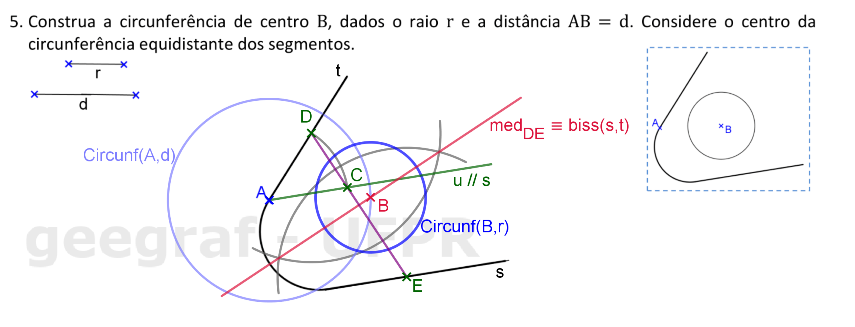 5. Construa a circunferência de centro B, dados o raio r e a distância AB = d. Considere o centro da
circunferência equidistante dos segmentos.
r
d
t
D
med_DE ≡ biss(s,t)
Circunf(A,d)
C
u // s
A
B
Circunf(B,r)
geegraf - UFPR
s
E
A
B